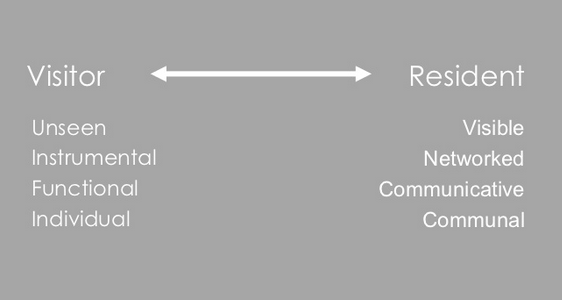 Visitor Resident
Unseen Visible
Instrumental Networked
Functional Communicative
Individual Communal